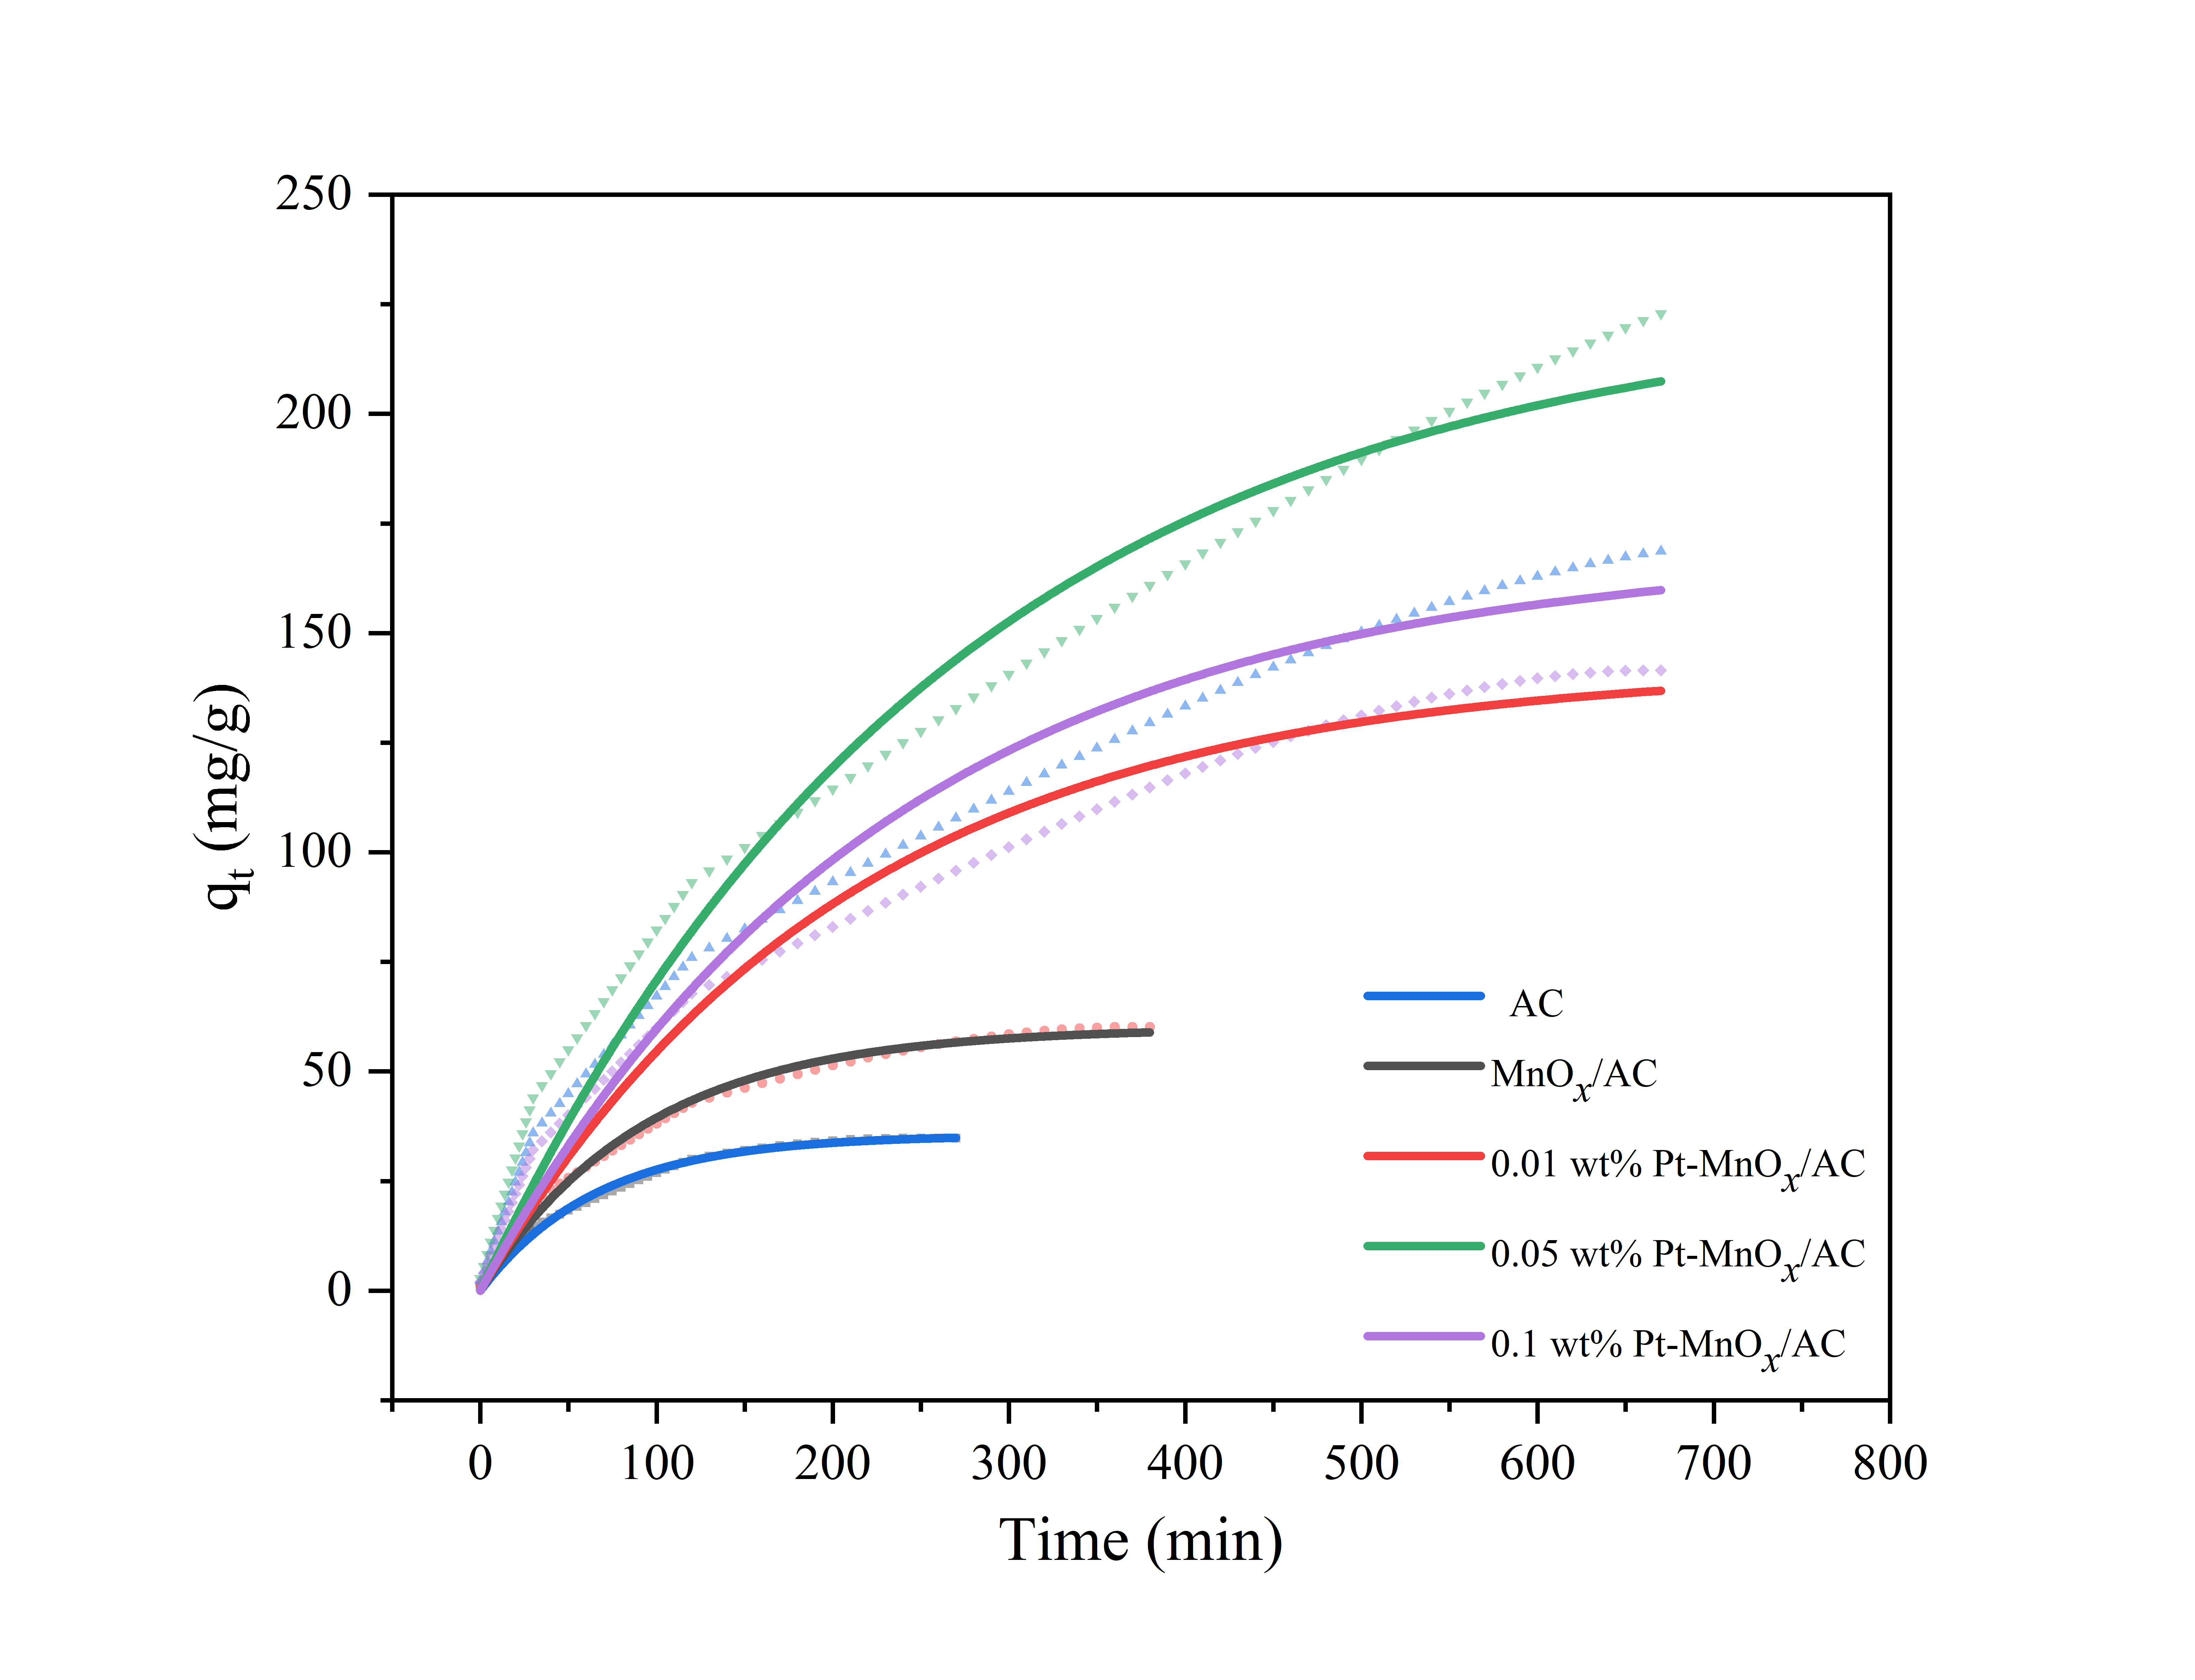 250
200
150
100
50
0
qt (mg/g)
AC
MnOx/AC
0.01 wt% Pt-MnOx/AC
0.05 wt% Pt-MnOx/AC
0.1 wt% Pt-MnOx/AC
0 100 200 300 400 500 600 700 800
Time (min)